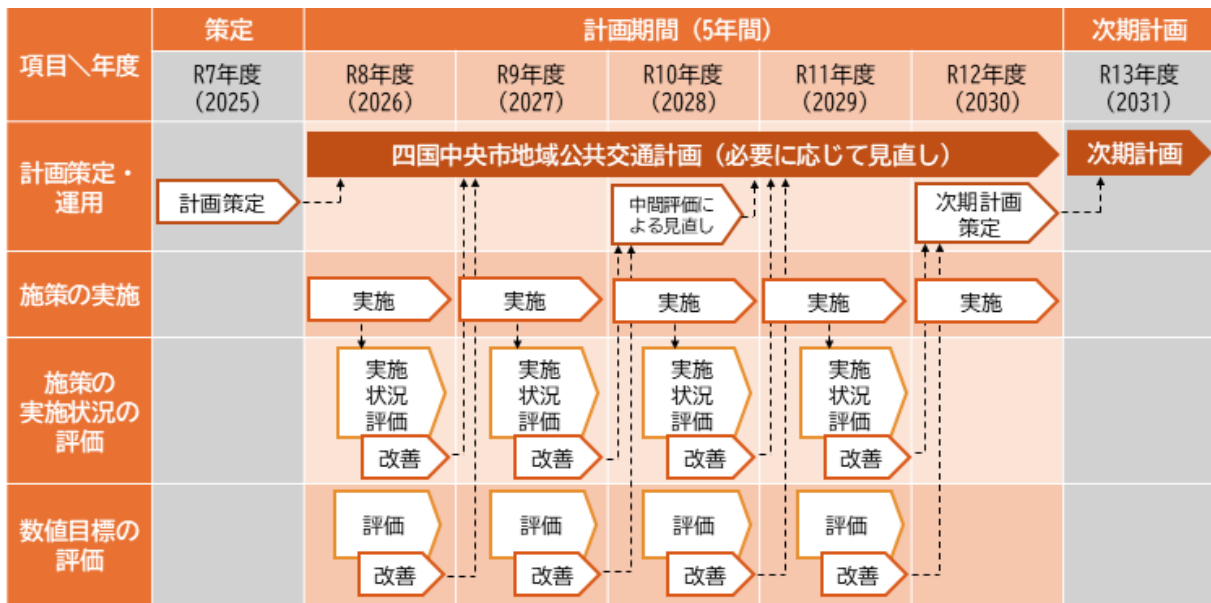 項目＼年度
策定
計画期間（5年間）
次期計画
R7年度
（2025）
R8年度
（2026）
R9年度
（2027）
R10年度
（2028）
R11年度
（2029）
R12年度
（2030）
R13年度
（2031）
計画策定・
運用
四国中央市地域公共交通計画（必要に応じて見直し）
次期計画
計画策定
中間評価に
よる見直し
次期計画
策定
施策の実施
実施
実施
実施
実施
実施
施策の
実施状況の
評価
実施
状況
評価
改善
実施
状況
評価
改善
実施
状況
評価
改善
実施
状況
評価
改善
数値目標の
評価
評価
改善
評価
改善
評価
改善
評価
改善